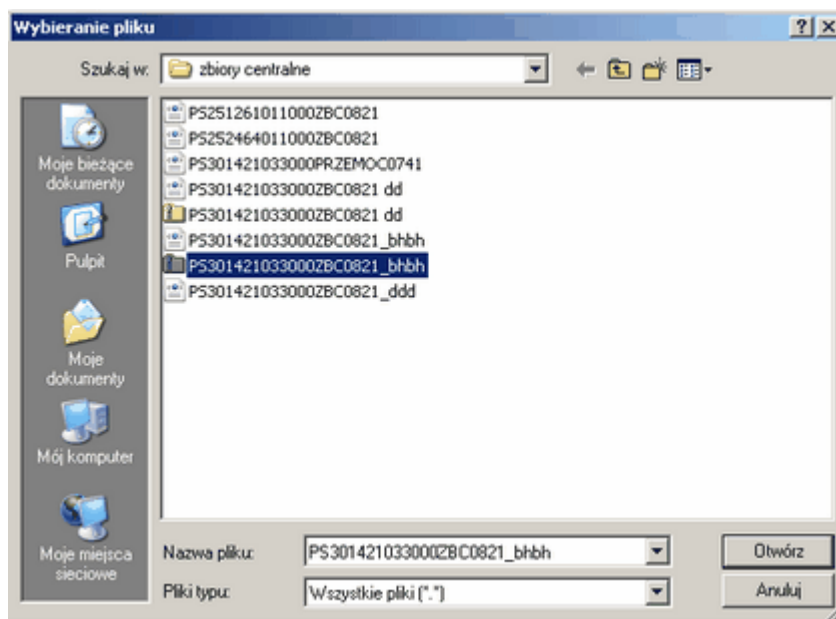 Wybieranie pliku
Szukaj w:
zbiory centralne
PS251261011000ZBC0821
PS252464011000ZBC0821
PS301421033000PRZEMOC0741
PS301421033000ZBC0821 dd
PS301421033000ZBC0821 dd
PS301421033000ZBC0821_bhbh
PS301421033000ZBC0821_bhbh
PS301421033000ZBC0821_ddd
Moje bieżące
dokumenty
Pulpit
Moje
dokumenty
Mój komputer
Moje miejsca
sieciowe
Nazwa pliku:
PS301421033000ZBC0821_bhbh
Otwórz
Pliki typu:
Wszystkie pliki ("*.*")
Anuluj